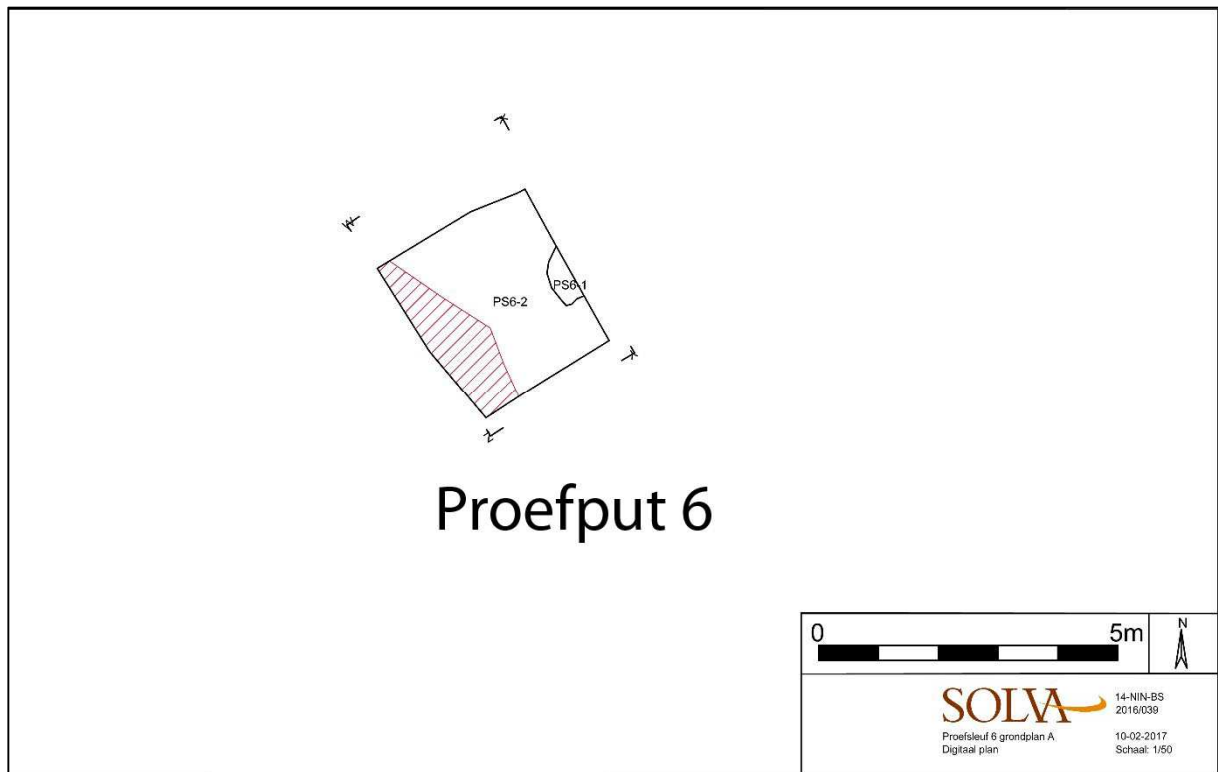 PS6-1
PS6-2
Proefput 6
0 5m
N
SOLVA
14-NIN-BS
2016/039
Proefsleuf 6 grondplan A
Digitaal plan
10-02-2017
Schaal: 1/50